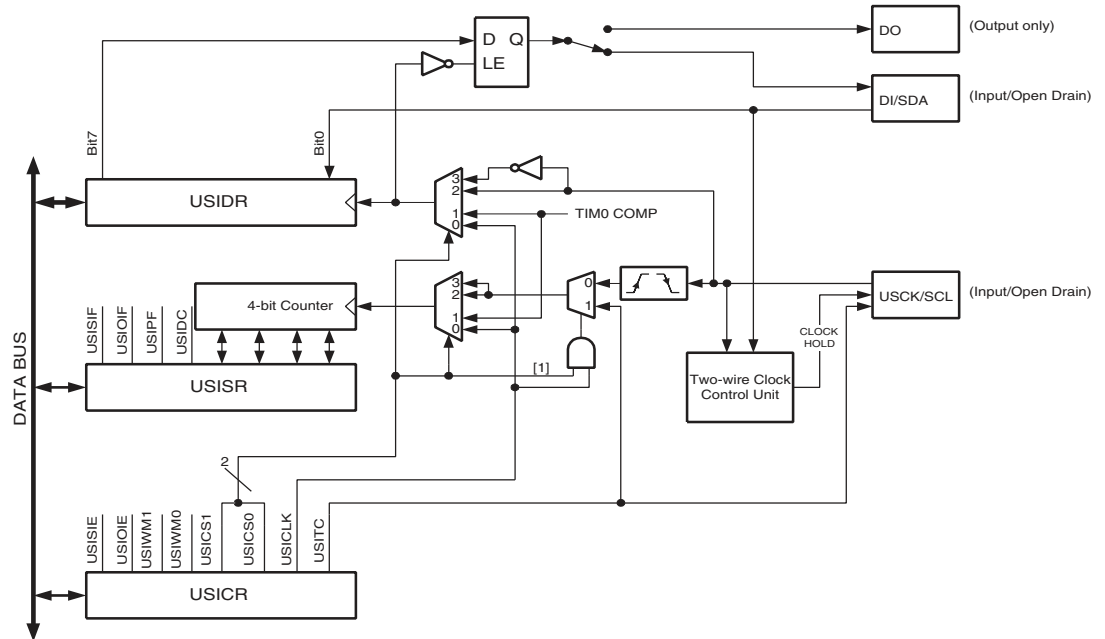 DO (Output only)
D Q
LE
DI/SDA (Input/Open Drain)
Bit7
Bit0
3
2
1
0
USIDR
TIM0 COMP
3
2
1
0
0
1
4-bit Counter
USCK/SCL (Input/Open Drain)
CLOCK
HOLD
USISIF
USIOIF
USIPF
USIDC
[1]
USISR
Two-wire Clock
Control Unit
DATA BUS
2
USISIE
USIOIE
USIWM1
USIWM0
USICS1
USICS0
USICLK
USITC
USICR